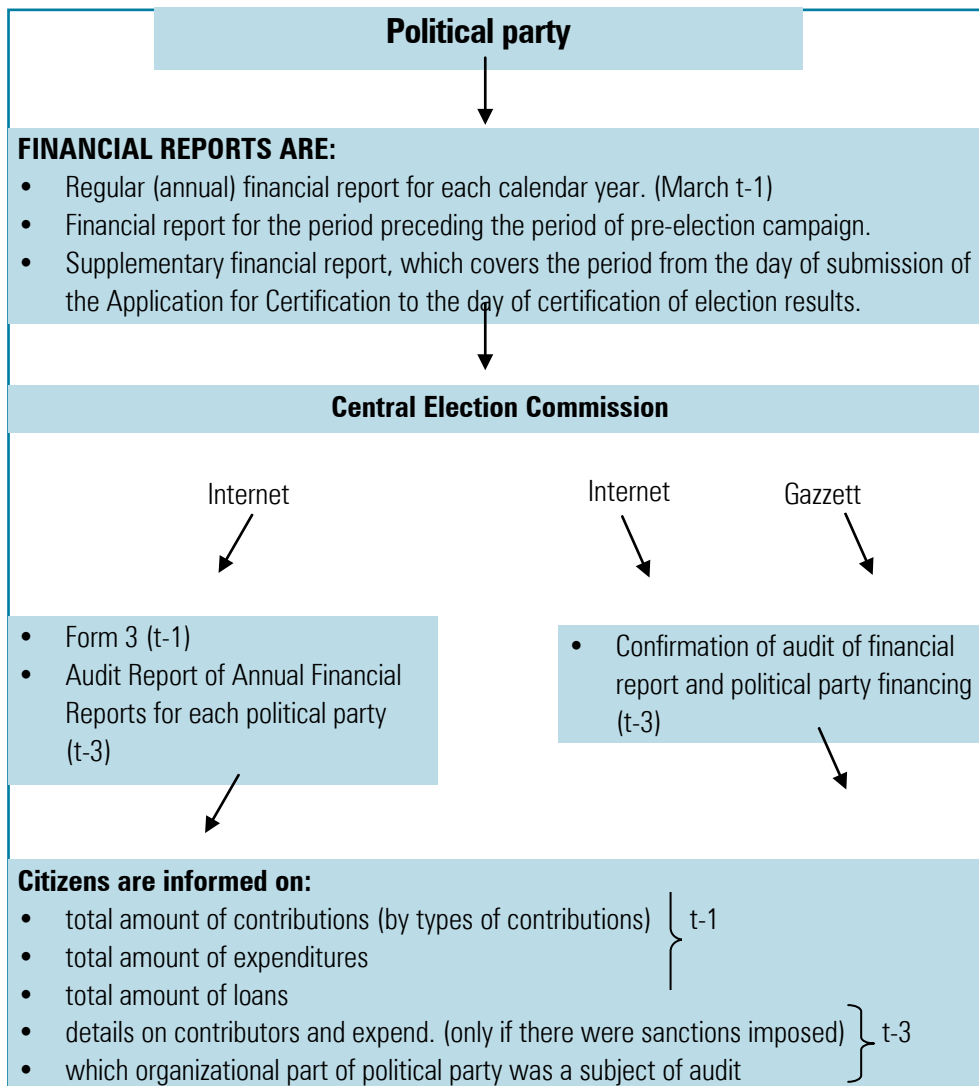 Political party
FINANCIAL REPORTS ARE:
• Regular (annual) financial report for each calendar year. (March t-1)
• Financial report for the period preceding the period of pre-election campaign.
• Supplementary financial report, which covers the period from the day of submission of
the Application for Certification to the day of certification of election results.
Central Election Commission
Internet
Internet
Gazzett
• Form 3 (t-1)
• Audit Report of Annual Financial
Reports for each political party
(t-3)
• Confirmation of audit of financial
report and political party financing
(t-3)
Citizens are informed on:
• total amount of contributions (by types of contributions)
t-1
• total amount of expenditures
• total amount of loans
• details on contributors and expend. (only if there were sanctions imposed)
t-3
• which organizational part of political party was a subject of audit